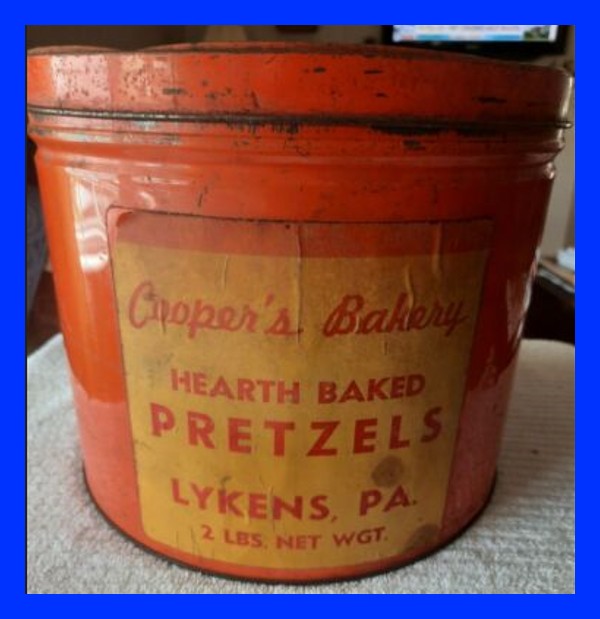 Cooper's Bakery
HEARTH BAKED
PRETZELS
LYKENS, PA.
2 LBS. NET WGT.